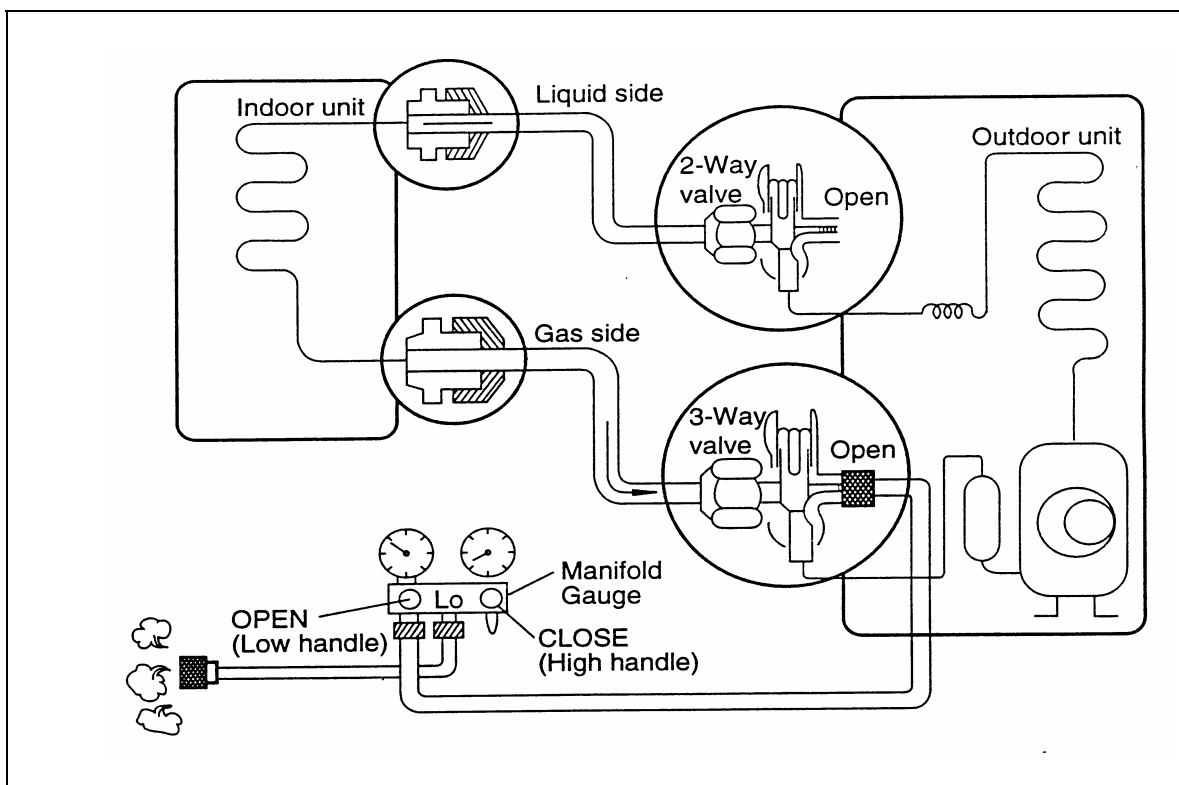 Indoor unit
Liquid side
Outdoor unit
2-Way
valve
Open
Gas side
3-Way
valve
Open
Manifold
Gauge
OPEN
(Low handle)
Lo
CLOSE
(High handle)